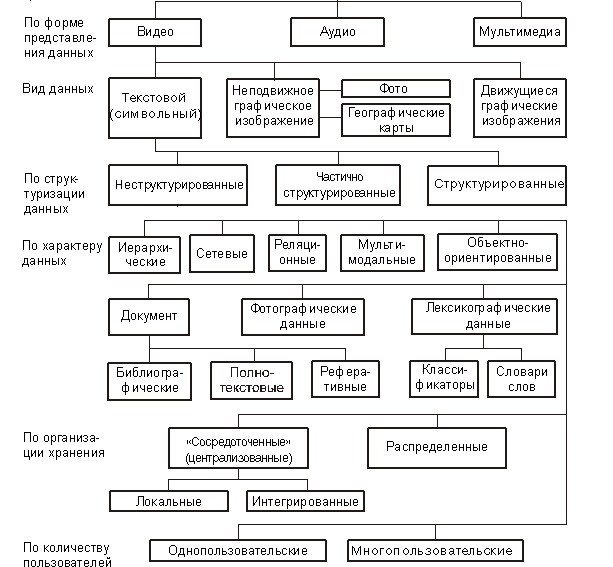 По форме
представле-
ния данных
Видео
Аудио
Мультимедиа
Вид данных
Текстовой
(символьный)
Неподвижное
графическое
изображение
Фото
Географические
карты
Движущиеся
графические
изображения
По струк-
туризации
данных
Неструктурированные
Частично
структурированные
Структурированные
По характеру
данных
Иерархи-
ческие
Сетевые
Реляци-
онные
Мульти-
модальные
Объектно-
ориентированные
Документ
Фотографические
данные
Лексикографические
данные
Библиогра-
фические
Полно-
текстовые
Рефера-
тивные
Класси-
фикаторы
Словари
слов
По организа-
ции хранения
«Сосредоточенные»
(централизованные)
Распределенные
Локальные
Интегрированные
По количеству
пользователей
Однопользовательские
Многопользовательские